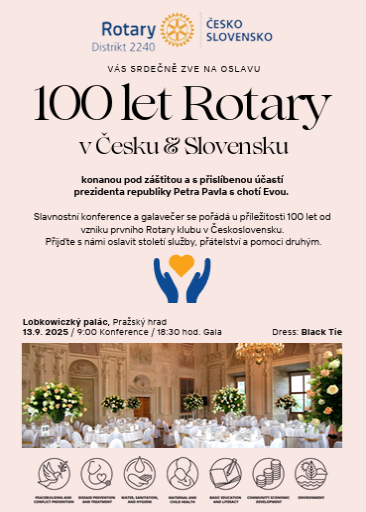 Rotary
Distrikt 2240
ČESKO
SLOVENSKO
VÁS SRDEČNĚ ZVE NA OSLAVU
100 let Rotary
v Česku & Slovensku
konanou pod záštitou a s přislíbenou účastí
prezidenta republiky Petra Pavla s chotí Evou.
Slavnostní konference a galavečer se pořádá u příležitosti 100 let od
vzniku prvního Rotary klubu v Československu.
Přijďte s námi oslavit století služby, přátelství a pomoci druhým.
Lobkowiczký palác, Pražský hrad
13.9. 2025 / 9:00 Konference / 18:30 hod. Gala
Dress: Black Tie
PEACEBUILDING AND
CONFLICT PREVENTION
DISEASE PREVENTION
AND TREATMENT
WATER, SANITATION,
AND HYGIENE
MATERNAL AND
CHILD HEALTH
BASIC EDUCATION
AND LITERACY
COMMUNITY ECONOMIC
DEVELOPMENT
ENVIRONMENT